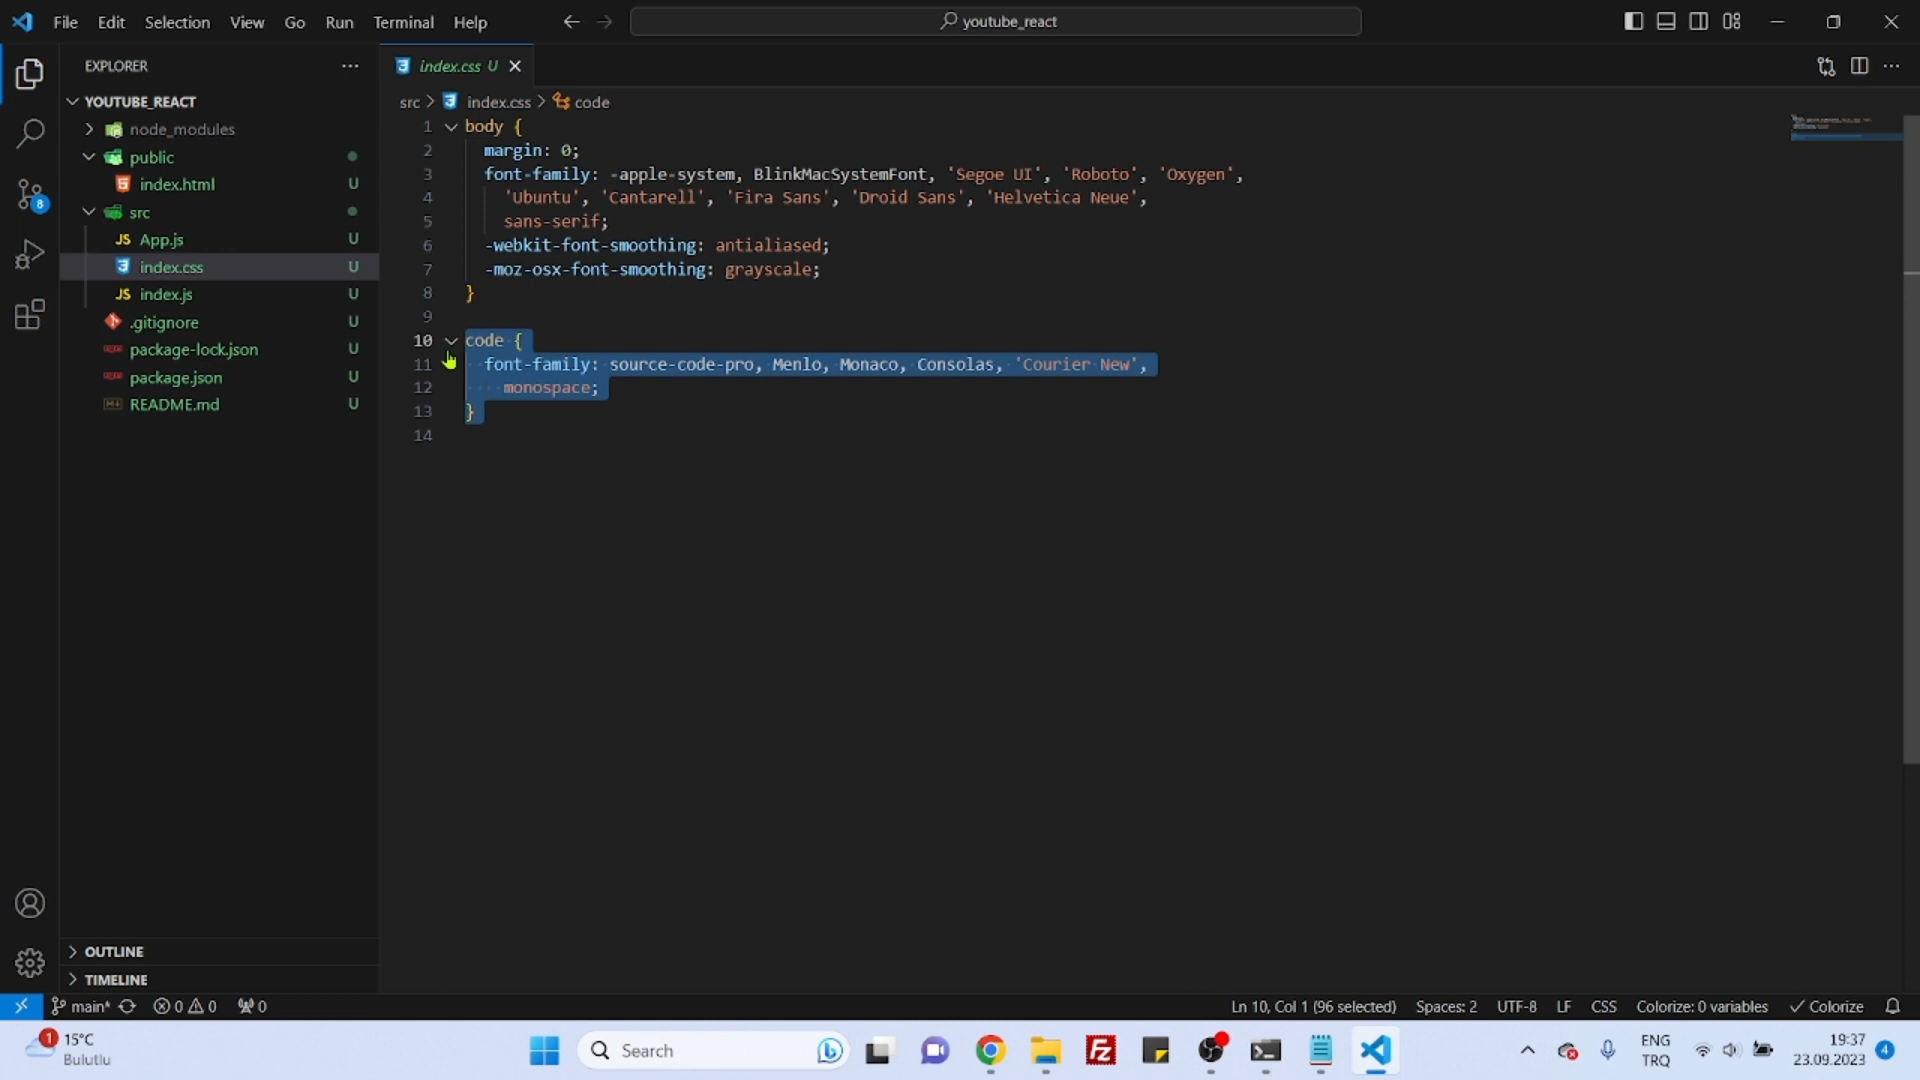 File Edit Selection View Go Run Terminal Help
youtube_react
EXPLORER
YOUTUBE_REACT
node_modules
public
index.html U
src
JS App.js U
index.css U
JS index.js U
.gitignore U
package-lock.json U
package.json U
README.md U
OUTLINE
TIMELINE
index.css U
src > index.css > code
1 body {
2 margin: 0;
3 font-family: -apple-system, BlinkMacSystemFont, 'Segoe UI', 'Roboto', 'Oxygen',
4 'Ubuntu', 'Cantarell', 'Fira Sans', 'Droid Sans', 'Helvetica Neue',
5 sans-serif;
6 -webkit-font-smoothing: antialiased;
7 -moz-osx-font-smoothing: grayscale;
8 }
9
10 code {
11 font-family: source-code-pro, Menlo, Monaco, Consolas, 'Courier New',
12 monospace;
13 }
14
8
main* 0 0 0
Ln 10, Col 1 (96 selected) Spaces: 2 UTF-8 LF CSS Colorize: 0 variables Colorize
1 15°C
Bulutlu
Search
ENG
TRQ
19:37
23.09.2023 4